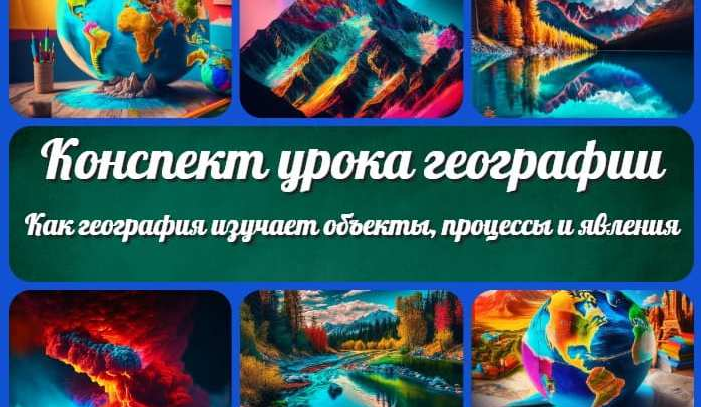 Конспект урока географии
Как география изучает объекты, процессы и явления